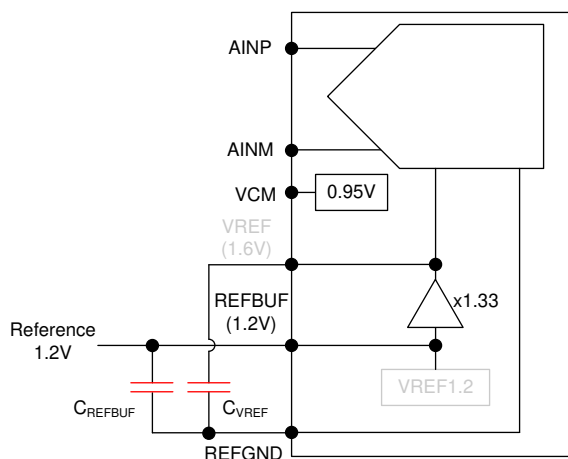 AINP
AINM
VCM
0.95V
VREF
(1.6V)
REFBUF
(1.2V)
x1.33
Reference
1.2V
VREF1.2
CREFBUF
CVREF
REFGND